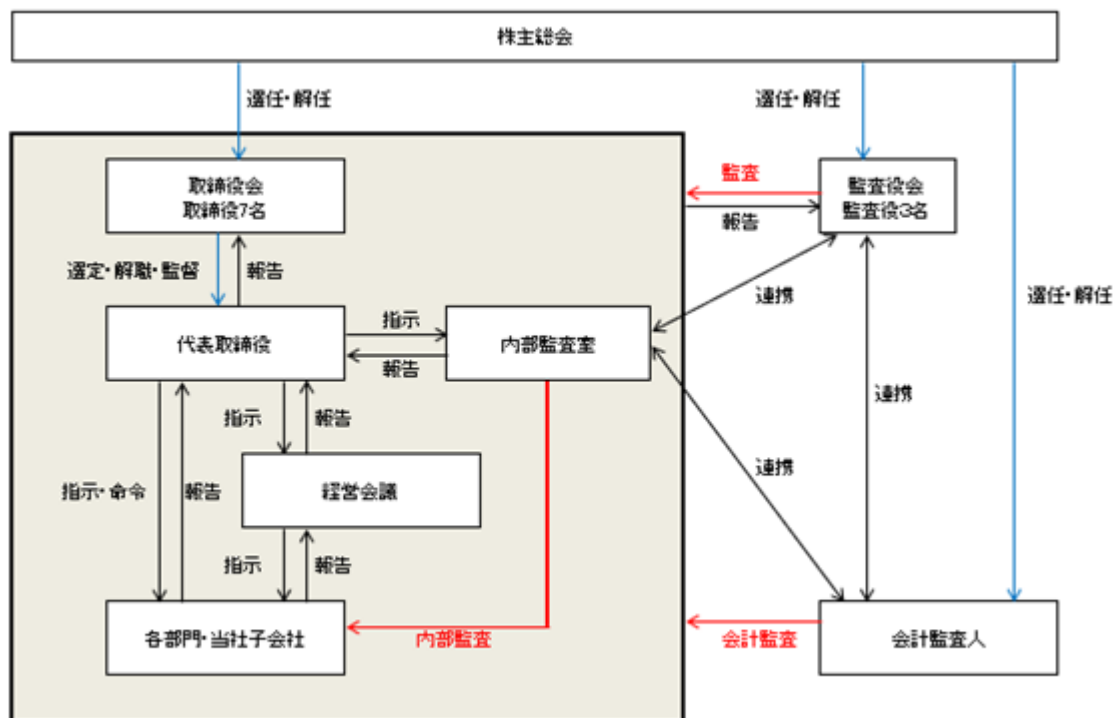 株主総会
選任・解任
選任・解任
取締役会
取締役7名
監査
報告
監査役会
監査役3名
選定・解職・監督
報告
連携
選任・解任
代表取締役
指示
報告
内部監査室
連携
指示
報告
連携
経営会議
指示・命令
報告
指示
報告
各部門・当社子会社
内部監査
会計監査
会計監査人